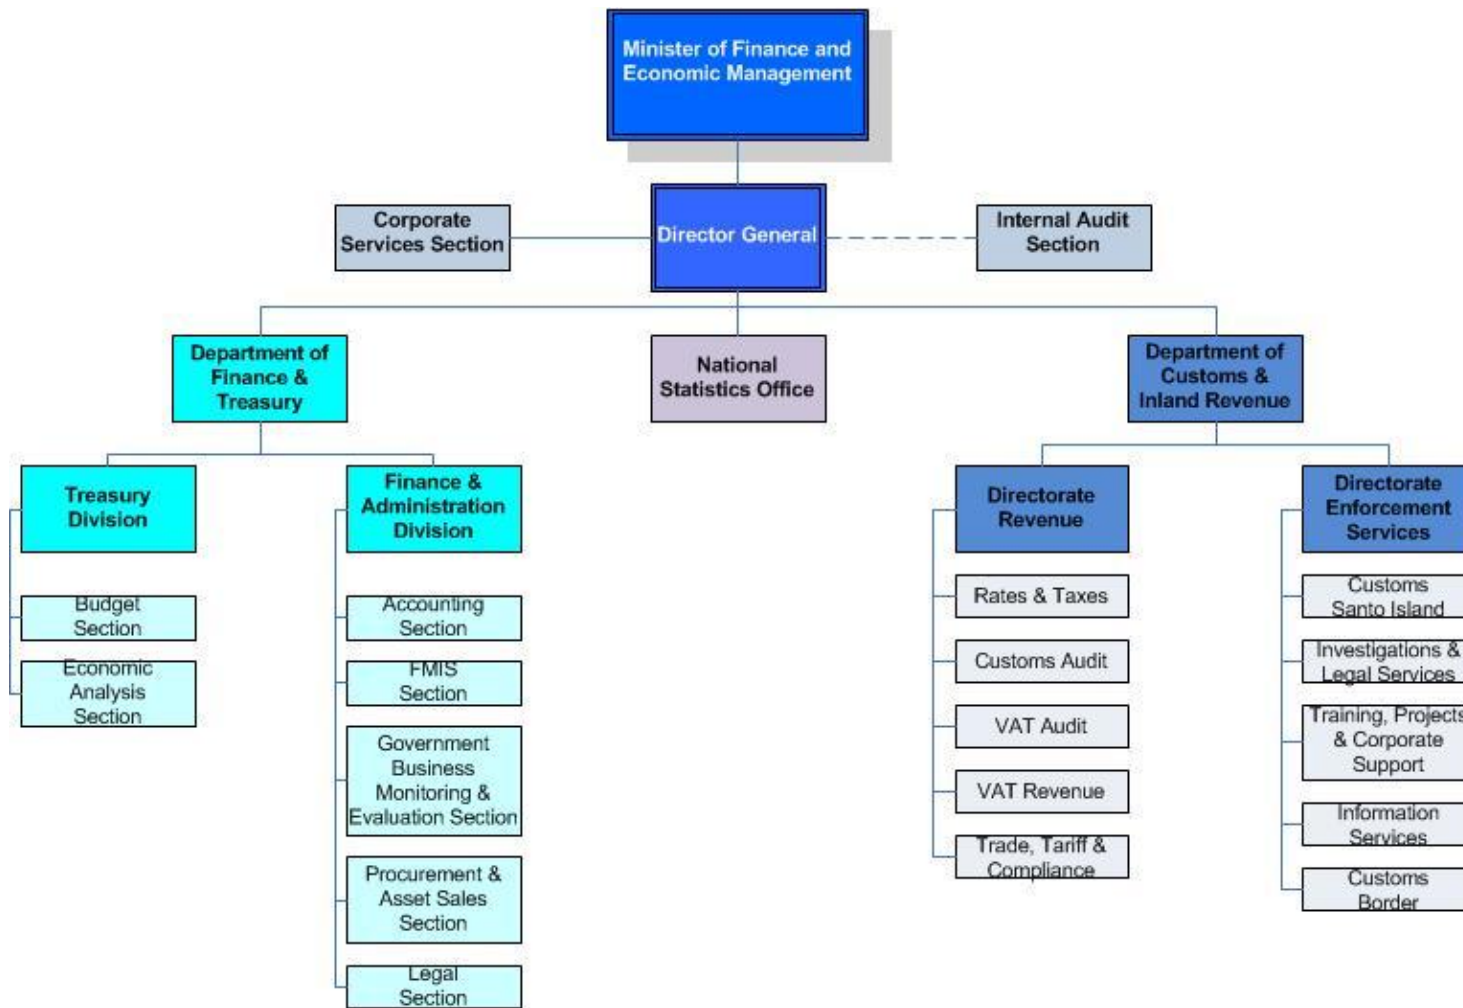 Minister of Finance and
Economic Management
Corporate
Services Section
Director General
Internal Audit
Section
Department of
Finance &
Treasury
National
Statistics Office
Department of
Customs &
Inland Revenue
Treasury
Division
Finance &
Administration
Division
Directorate
Revenue
Directorate
Enforcement
Services
Budget
Section
Economic
Analysis
Section
Accounting
Section
FMIS
Section
Government
Business
Monitoring &
Evaluation Section
Procurement &
Asset Sales
Section
Legal
Section
Rates & Taxes
Customs Audit
VAT Audit
VAT Revenue
Trade, Tariff &
Compliance
Customs
Santo Island
Investigations &
Legal Services
Training, Projects
& Corporate
Support
Information
Services
Customs
Border